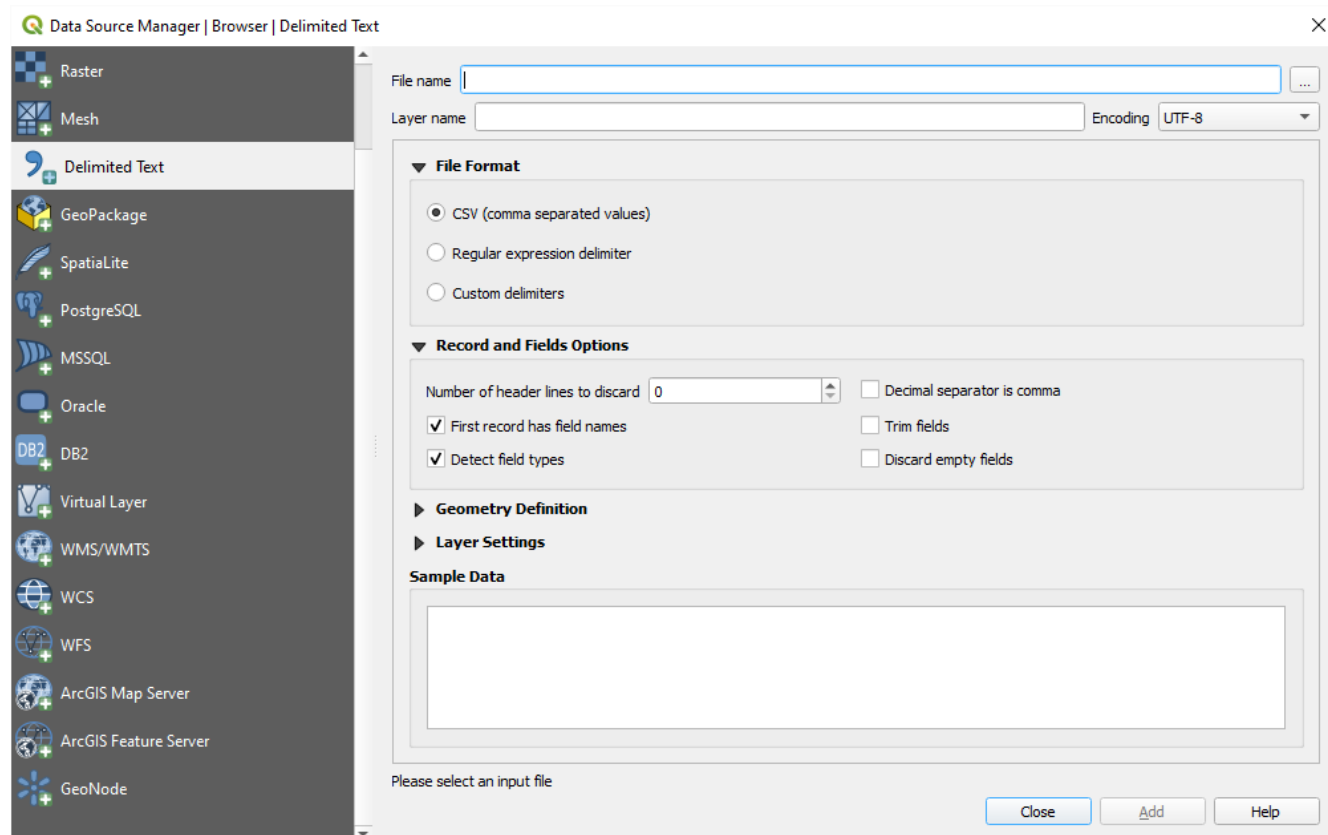 Data Source Manager | Browser | Delimited Text
Raster
Mesh
Delimited Text
GeoPackage
SpatiaLite
PostgreSQL
MSSQL
Oracle
DB2
DB2
Virtual Layer
WMS/WMTS
WCS
WFS
ArcGIS Map Server
ArcGIS Feature Server
GeoNode
File name
...
Layer name
Encoding UTF-8
File Format
CSV (comma separated values)
Regular expression delimiter
Custom delimiters
Record and Fields Options
Number of header lines to discard 0
Decimal separator is comma
First record has field names
Trim fields
Detect field types
Discard empty fields
Geometry Definition
Layer Settings
Sample Data
Please select an input file
Close
Add
Help